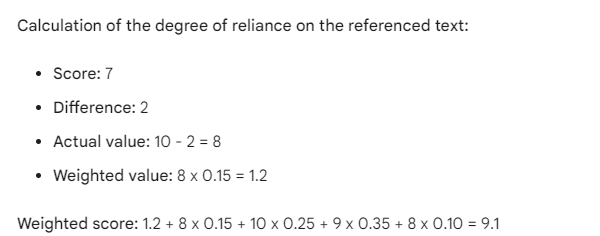 Calculation of the degree of reliance on the referenced text:
• Score: 7
• Difference: 2
• Actual value: 10 - 2 = 8
• Weighted value: 8 x 0.15 = 1.2
Weighted score: 1.2 + 8 x 0.15 + 10 x 0.25 + 9 x 0.35 + 8 x 0.10 = 9.1